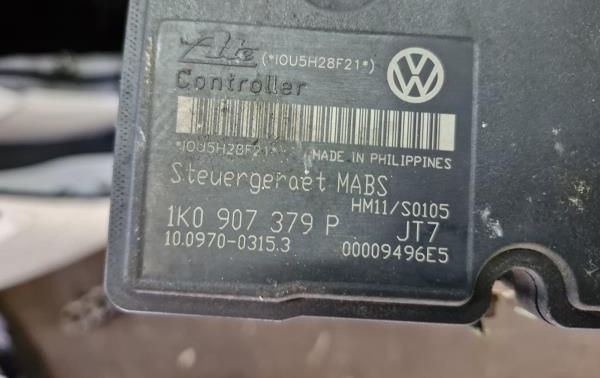 Ate (*IOU5H28F21*)
Controller
*IOU5H28F21*
MADE IN PHILIPPINES
Steuergeraet MABS
HM11/S0105
1K0 907 379 P JT7
10.0970-0315.3 00009496E5